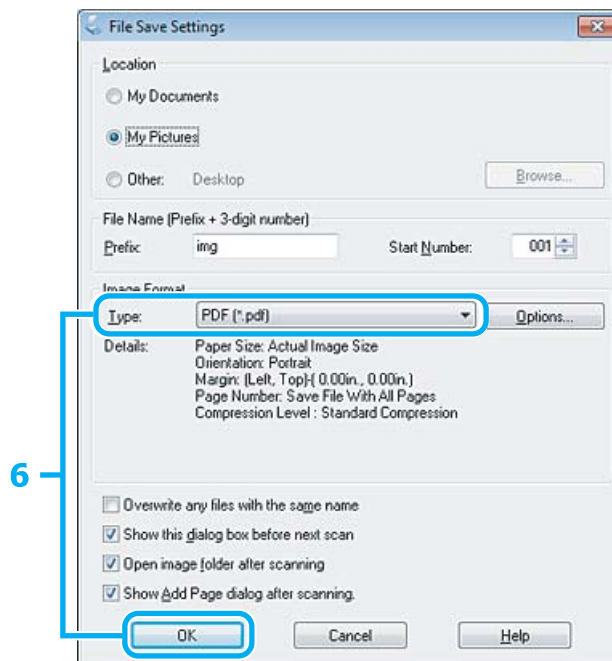 File Save Settings
Location
My Documents
My Pictures
Other: Desktop Browse...
File Name (Prefix + 3-digit number)
Prefix: img Start Number: 001
Image Format
Type: PDF (*.pdf) Options...
Details: Paper Size: Actual Image Size
Orientation: Portrait
Margin: (Left, Top)-( 0.00in., 0.00in.)
Page Number: Save File With All Pages
Compression Level : Standard Compression
6
Overwrite any files with the same name
Show this dialog box before next scan
Open image folder after scanning
Show Add Page dialog after scanning.
OK Cancel Help